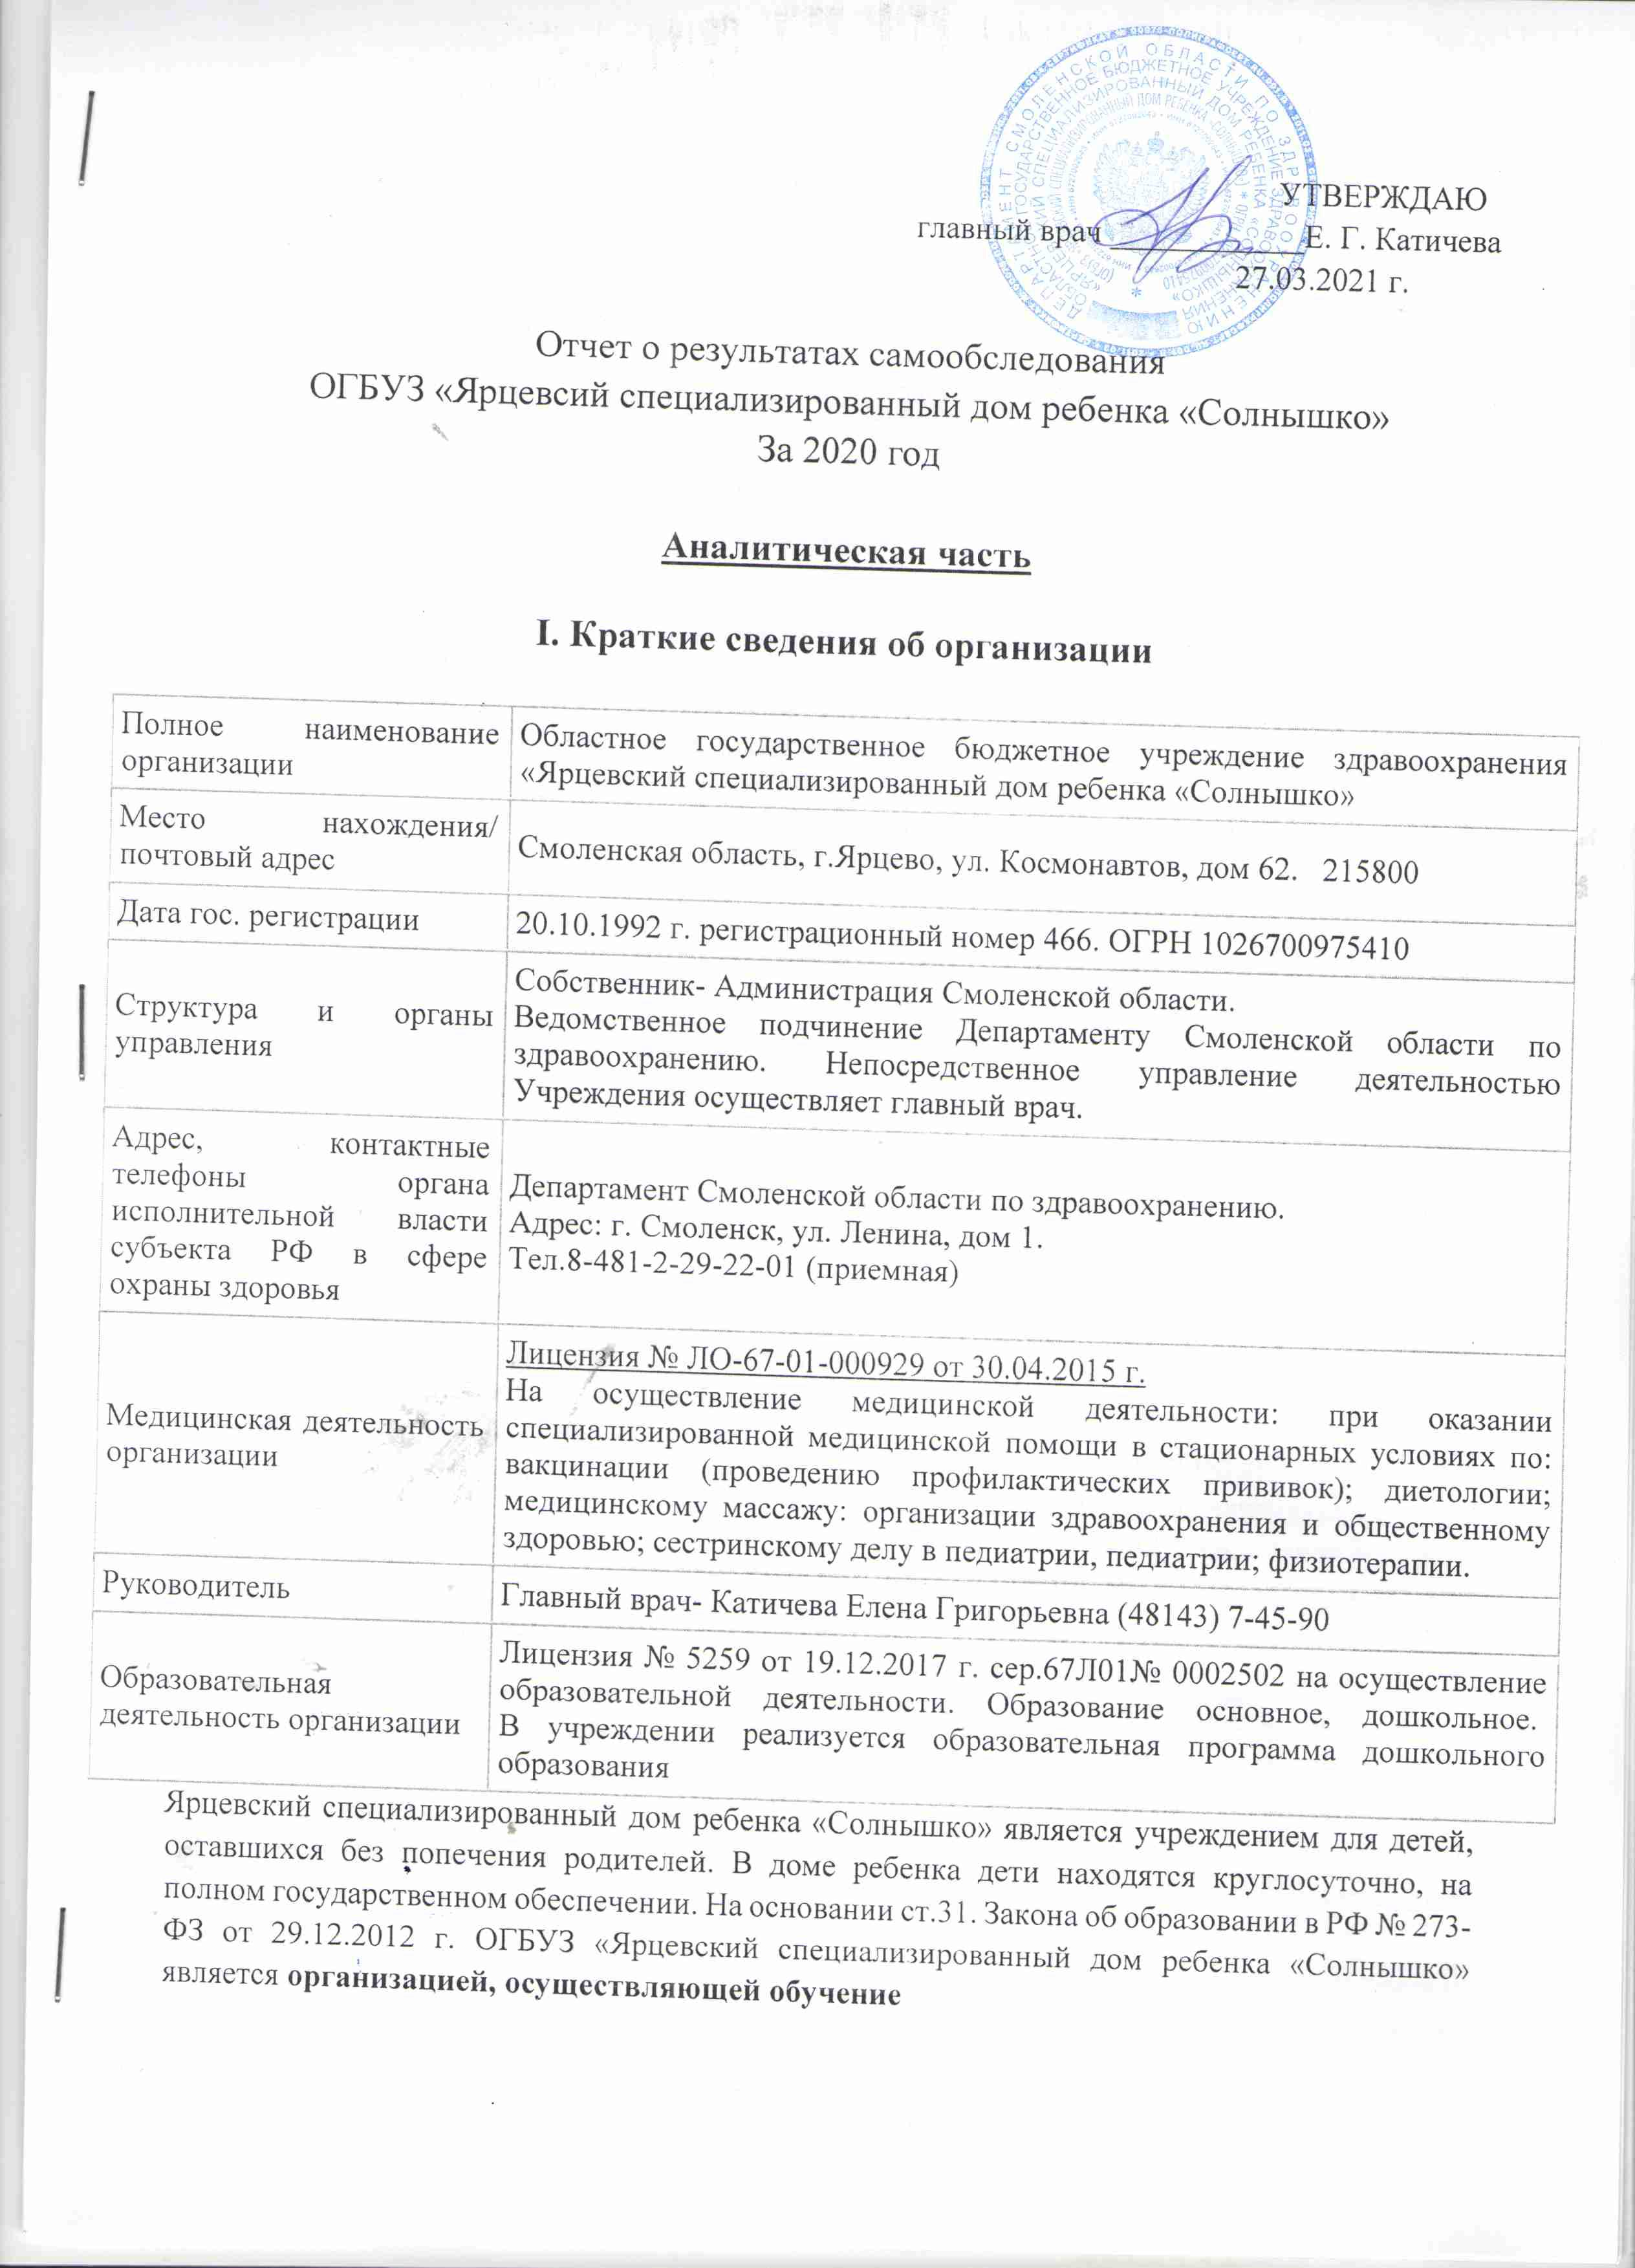 УТВЕРЖДАЮ
главный врач Е. Г. Катичева
27.03.2021 г.
Отчет о результатах самообследования
ОГБУЗ «Ярцевсий специализированный дом ребенка «Солнышко»
За 2020 год
Аналитическая часть
I. Краткие сведения об организации
Полное наименование
организации
Областное государственное бюджетное учреждение здравоохранения
«Ярцевский специализированный дом ребенка «Солнышко»
Место нахождения/
почтовый адрес
Смоленская область, г.Ярцево, ул. Космонавтов, дом 62. 215800
Дата гос. регистрации
20.10.1992 г. регистрационный номер 466. ОГРН 1026700975410
Структура и органы
управления
Собственник- Администрация Смоленской области.
Ведомственное подчинение Департаменту Смоленской области по
здравоохранению. Непосредственное управление деятельностью
Учреждения осуществляет главный врач.
Адрес, контактные
телефоны органа
исполнительной власти
субъекта РФ в сфере
охраны здоровья
Департамент Смоленской области по здравоохранению.
Адрес: г. Смоленск, ул. Ленина, дом 1.
Тел.8-481-2-29-22-01 (приемная)
Медицинская деятельность
организации
Лицензия № ЛО-67-01-000929 от 30.04.2015 г.
На осуществление медицинской деятельности: при оказании
специализированной медицинской помощи в стационарных условиях по:
вакцинации (проведению профилактических прививок); диетологии;
медицинскому массажу: организации здравоохранения и общественному
здоровью; сестринскому делу в педиатрии, педиатрии; физиотерапии.
Руководитель
Главный врач- Катичева Елена Григорьевна (48143) 7-45-90
Образовательная
деятельность организации
Лицензия № 5259 от 19.12.2017 г. сер.67Л01№ 0002502 на осуществление
образовательной деятельности. Образование основное, дошкольное.
В учреждении реализуется образовательная программа дошкольного
образования
Ярцевский специализированный дом ребенка «Солнышко» является учреждением для детей,
оставшихся без попечения родителей. В доме ребенка дети находятся круглосуточно, на
полном государственном обеспечении. На основании ст.31. Закона об образовании в РФ № 273-
ФЗ от 29.12.2012 г. ОГБУЗ «Ярцевский специализированный дом ребенка «Солнышко»
является организацией, осуществляющей обучение